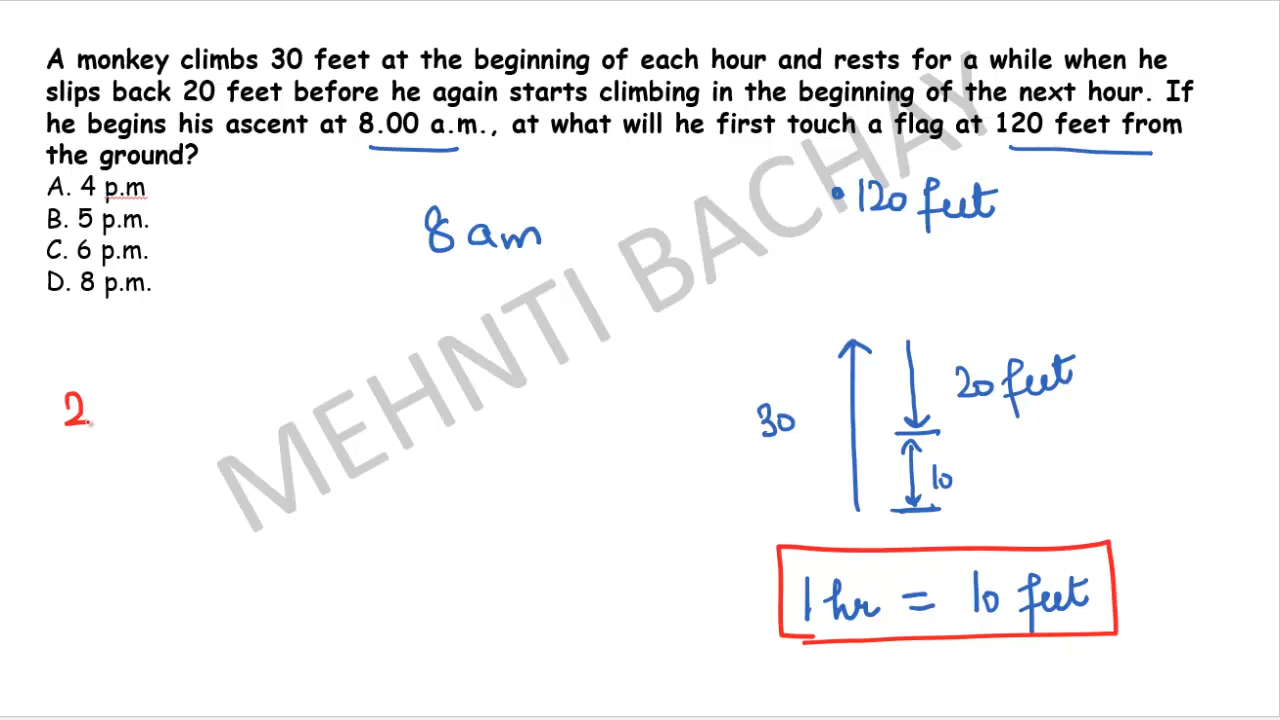 A monkey climbs 30 feet at the beginning of each hour and rests for a while when he
slips back 20 feet before he again starts climbing in the beginning of the next hour. If
he begins his ascent at 8.00 a.m., at what will he first touch a flag at 120 feet from
the ground?
A. 4 p.m
B. 5 p.m.
C. 6 p.m.
D. 8 p.m.
120 feet
8 am
MEHNTI BACHAY
20 feet
30
2
10
1 hr = 10 feet